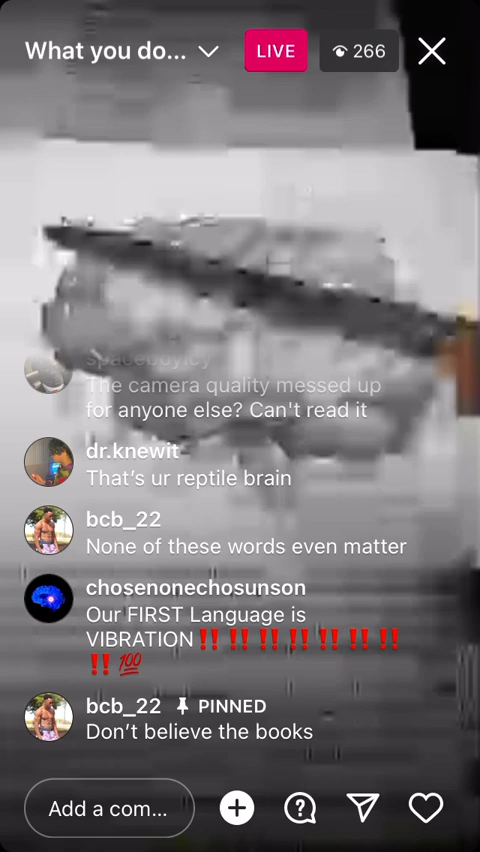 What you do...
LIVE
266
spaceboyicy
The camera quality messed up
for anyone else? Can't read it
dr.knewit
That's ur reptile brain
bcb_22
None of these words even matter
chosenonechosunson
Our FIRST Language is
VIBRATION‼️‼️‼️‼️‼️‼️‼️
‼️💯
bcb_22 PINNED
Don't believe the books
Add a com...